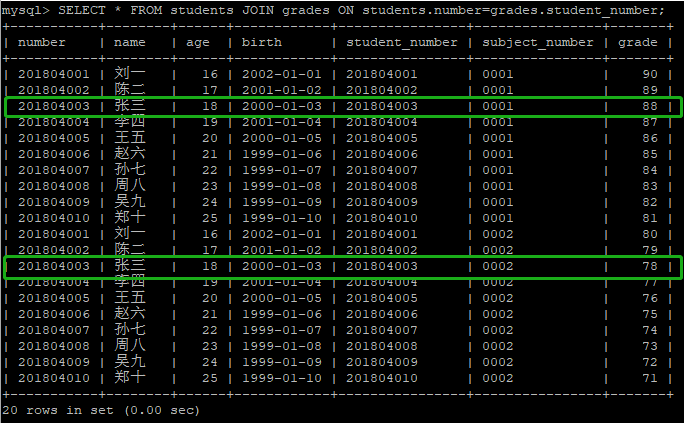 mysql> SELECT * FROM students JOIN grades ON students.number=grades.student_number;
+-----------+------+-----+------------+----------------+----------------+-------+
| number | name | age | birth | student_number | subject_number | grade |
+-----------+------+-----+------------+----------------+----------------+-------+
| 201804001 | 刘一 | 16 | 2002-01-01 | 201804001 | 0001 | 90 |
| 201804002 | 陈二 | 17 | 2001-01-02 | 201804002 | 0001 | 89 |
| 201804003 | 张三 | 18 | 2000-01-03 | 201804003 | 0001 | 88 |
| 201804004 | 李四 | 19 | 2001-01-04 | 201804004 | 0001 | 87 |
| 201804005 | 王五 | 20 | 2000-01-05 | 201804005 | 0001 | 86 |
| 201804006 | 赵六 | 21 | 1999-01-06 | 201804006 | 0001 | 85 |
| 201804007 | 孙七 | 22 | 1999-01-07 | 201804007 | 0001 | 84 |
| 201804008 | 周八 | 23 | 1999-01-08 | 201804008 | 0001 | 83 |
| 201804009 | 吴九 | 24 | 1999-01-09 | 201804009 | 0001 | 82 |
| 201804010 | 郑十 | 25 | 1999-01-10 | 201804010 | 0001 | 81 |
| 201804001 | 刘一 | 16 | 2002-01-01 | 201804001 | 0002 | 80 |
| 201804002 | 陈二 | 17 | 2001-01-02 | 201804002 | 0002 | 79 |
| 201804003 | 张三 | 18 | 2000-01-03 | 201804003 | 0002 | 78 |
| 201804004 | 李四 | 19 | 2001-01-04 | 201804004 | 0002 | 77 |
| 201804005 | 王五 | 20 | 2000-01-05 | 201804005 | 0002 | 76 |
| 201804006 | 赵六 | 21 | 1999-01-06 | 201804006 | 0002 | 75 |
| 201804007 | 孙七 | 22 | 1999-01-07 | 201804007 | 0002 | 74 |
| 201804008 | 周八 | 23 | 1999-01-08 | 201804008 | 0002 | 73 |
| 201804009 | 吴九 | 24 | 1999-01-09 | 201804009 | 0002 | 72 |
| 201804010 | 郑十 | 25 | 1999-01-10 | 201804010 | 0002 | 71 |
+-----------+------+-----+------------+----------------+----------------+-------+
20 rows in set (0.00 sec)